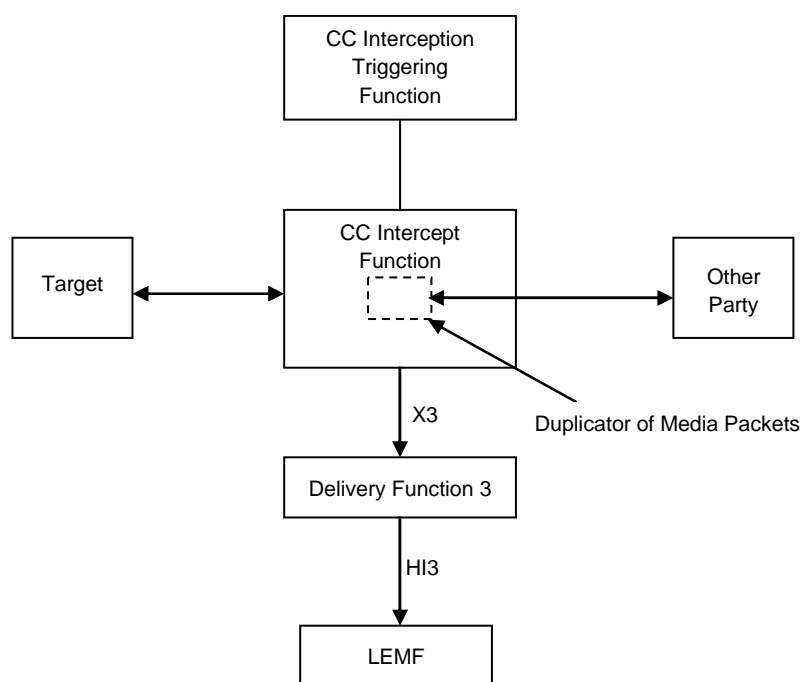 CC Interception
Triggering
Function
CC Intercept
Function
Target
Other
Party
X3
Duplicator of Media Packets
Delivery Function 3
HI3
LEMF